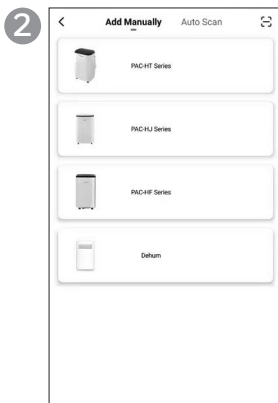 2
Add Manually Auto Scan
PAC-HT Series
PAC-HJ Series
PAC-HF Series
Dehum